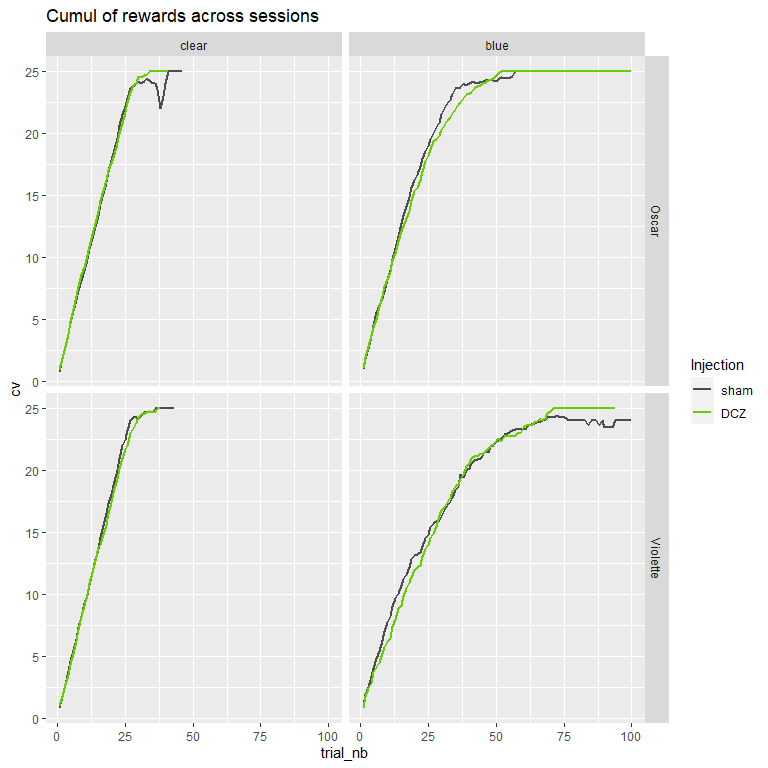 Cumul of rewards across sessions
clear
blue
25
20
15
10
5
0
Oscar
cv
25
20
15
10
5
0
Violette
0
25
50
75
100
0
25
50
75
100
trial_nb
Injection
sham
DCZ